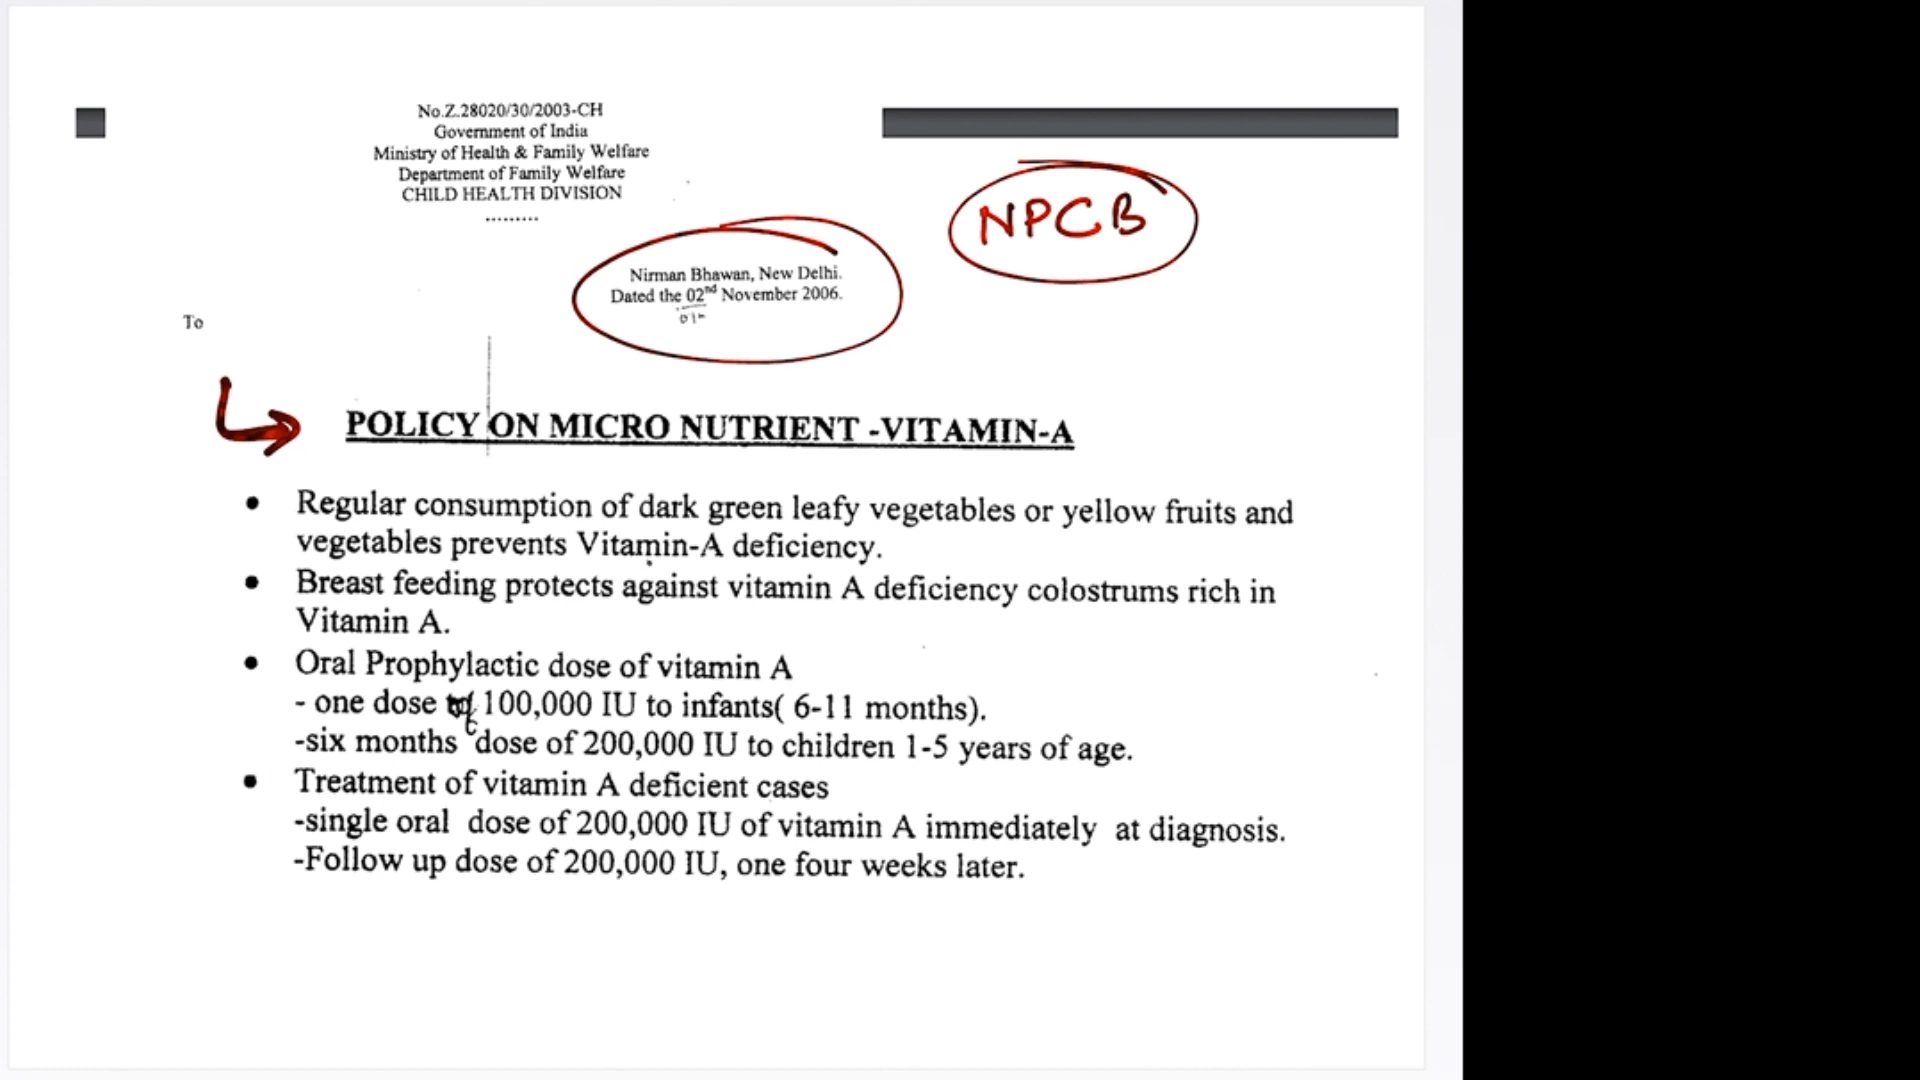 No.Z.28020/30/2003-CH
Government of India
Ministry of Health & Family Welfare
Department of Family Welfare
CHILD HEALTH DIVISION
.........
NPCB
Nirman Bhawan, New Delhi.
Dated the 02nd November 2006.
To
POLICY ON MICRO NUTRIENT -VITAMIN-A
• Regular consumption of dark green leafy vegetables or yellow fruits and
vegetables prevents Vitamin-A deficiency.
• Breast feeding protects against vitamin A deficiency colostrums rich in
Vitamin A.
• Oral Prophylactic dose of vitamin A
- one dose of 100,000 IU to infants( 6-11 months).
-six months dose of 200,000 IU to children 1-5 years of age.
• Treatment of vitamin A deficient cases
-single oral dose of 200,000 IU of vitamin A immediately at diagnosis.
-Follow up dose of 200,000 IU, one four weeks later.